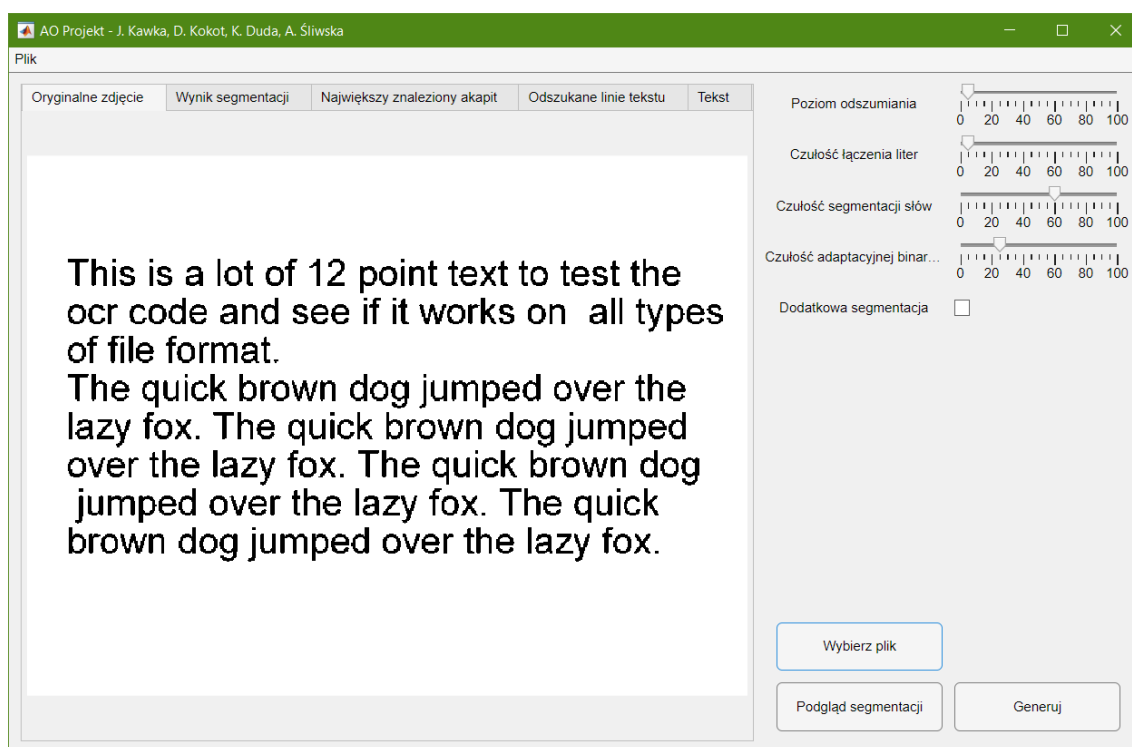 AO Projekt - J. Kawka, D. Kokot, K. Duda, A. Śliwska
Plik
Oryginalne zdjęcie Wynik segmentacji Największy znaleziony akapit Odszukane linie tekstu Tekst
This is a lot of 12 point text to test the
ocr code and see if it works on  all types
of file format.
The quick brown dog jumped over the
lazy fox. The quick brown dog jumped
over the lazy fox. The quick brown dog
jumped over the lazy fox. The quick
brown dog jumped over the lazy fox.
Poziom odszumiania
0 20 40 60 80 100
Czułość łączenia liter
0 20 40 60 80 100
Czułość segmentacji słów
0 20 40 60 80 100
Czułość adaptacyjnej binar...
0 20 40 60 80 100
Dodatkowa segmentacja
Wybierz plik
Podgląd segmentacji Generuj